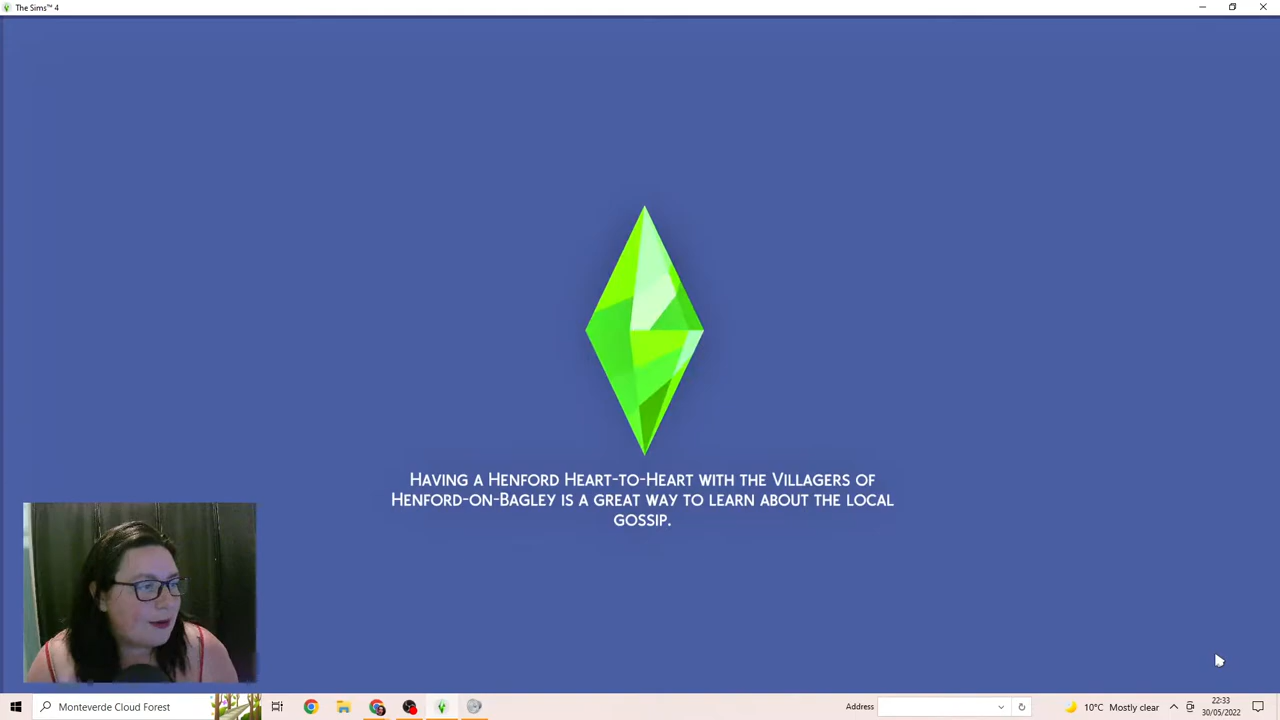 The Sims™ 4
HAVING A HENFORD HEART-TO-HEART WITH THE VILLAGERS OF
HENFORD-ON-BAGLEY IS A GREAT WAY TO LEARN ABOUT THE LOCAL
GOSSIP.
Monteverde Cloud Forest
Address
10°C Mostly clear
22:33
30/05/2022